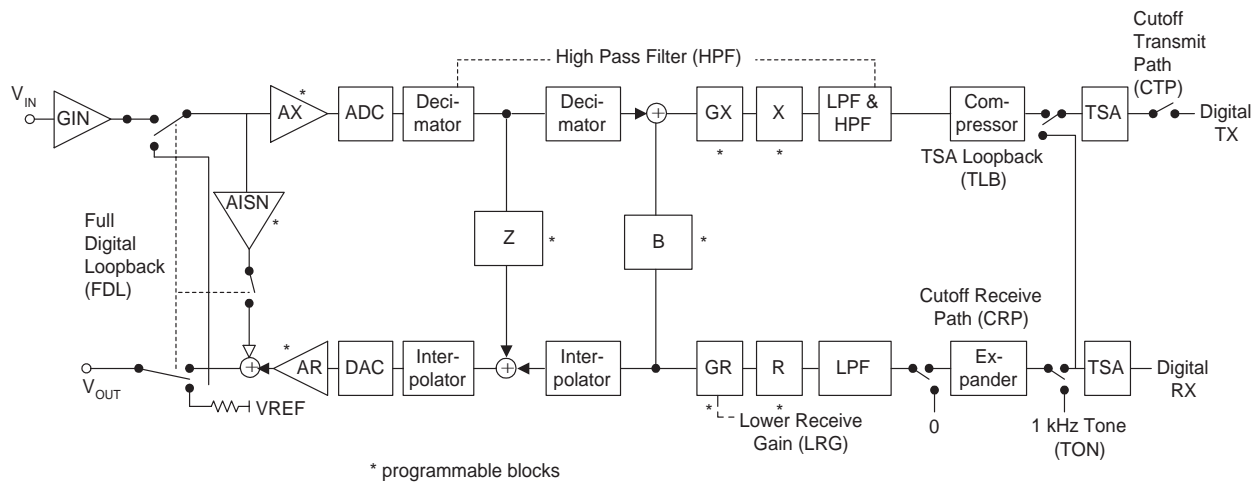 High Pass Filter (HPF)
Cutoff
Transmit
Path
(CTP)
VIN
GIN
AX
*
ADC
Deci-
mator
Deci-
mator
+
GX
*
X
*
LPF &
HPF
Com-
pressor
TSA
Digital
TX
TSA Loopback
(TLB)
AISN
*
Full
Digital
Loopback
(FDL)
Z
*
B
*
Cutoff Receive
Path (CRP)
VOUT
+
*
AR
DAC
Inter-
polator
+
Inter-
polator
GR
*
R
*
LPF
Ex-
pander
TSA
Digital
RX
VREF
Lower Receive
Gain (LRG)
0
1 kHz Tone
(TON)
* programmable blocks